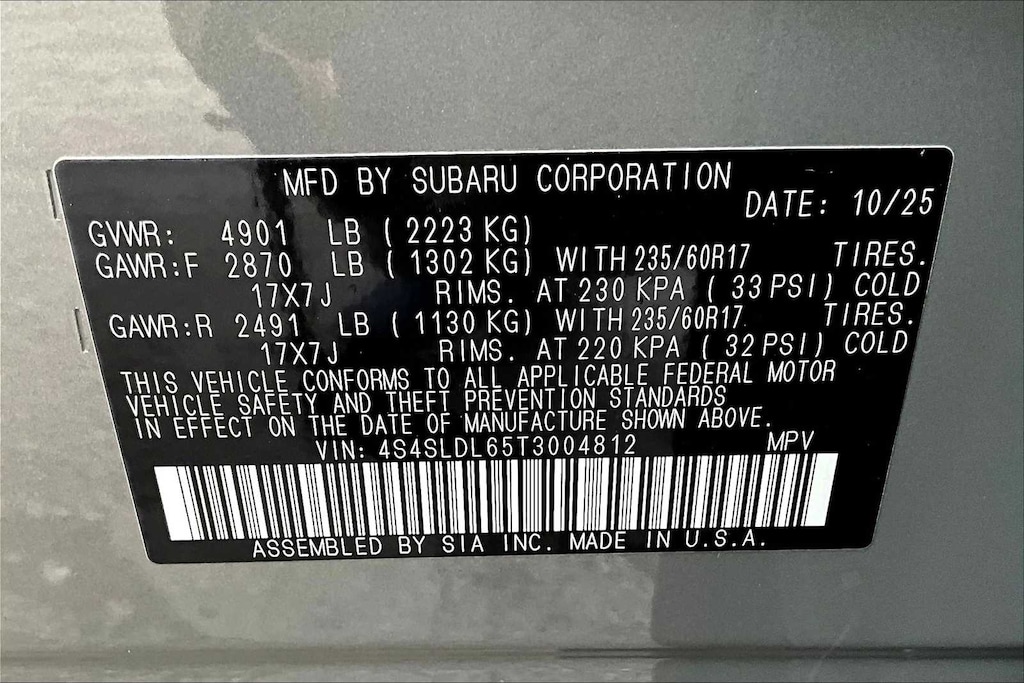 MFD BY SUBARU CORPORATION
DATE: 10/25
GVWR: 4901 LB ( 2223 KG)
GAWR:F 2870 LB ( 1302 KG) WITH 235/60R17 TIRES.
17X7J RIMS. AT 230 KPA ( 33 PSI) COLD
GAWR:R 2491 LB ( 1130 KG) WITH 235/60R17 TIRES.
17X7J RIMS. AT 220 KPA ( 32 PSI) COLD
THIS VEHICLE CONFORMS TO ALL APPLICABLE FEDERAL MOTOR
VEHICLE SAFETY AND THEFT PREVENTION STANDARDS
IN EFFECT ON THE DATE OF MANUFACTURE SHOWN ABOVE.
VIN: 4S4SLDL65T3004812 MPV
ASSEMBLED BY SIA INC. MADE IN U.S.A.